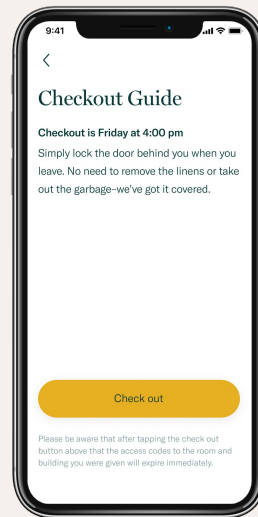 9:41
Checkout Guide
Checkout is Friday at 4:00 pm
Simply lock the door behind you when you
leave. No need to remove the linens or take
out the garbage–we've got it covered.
Check out
Please be aware that after tapping the check out
button above that the access codes to the room and
building you were given will expire immediately.